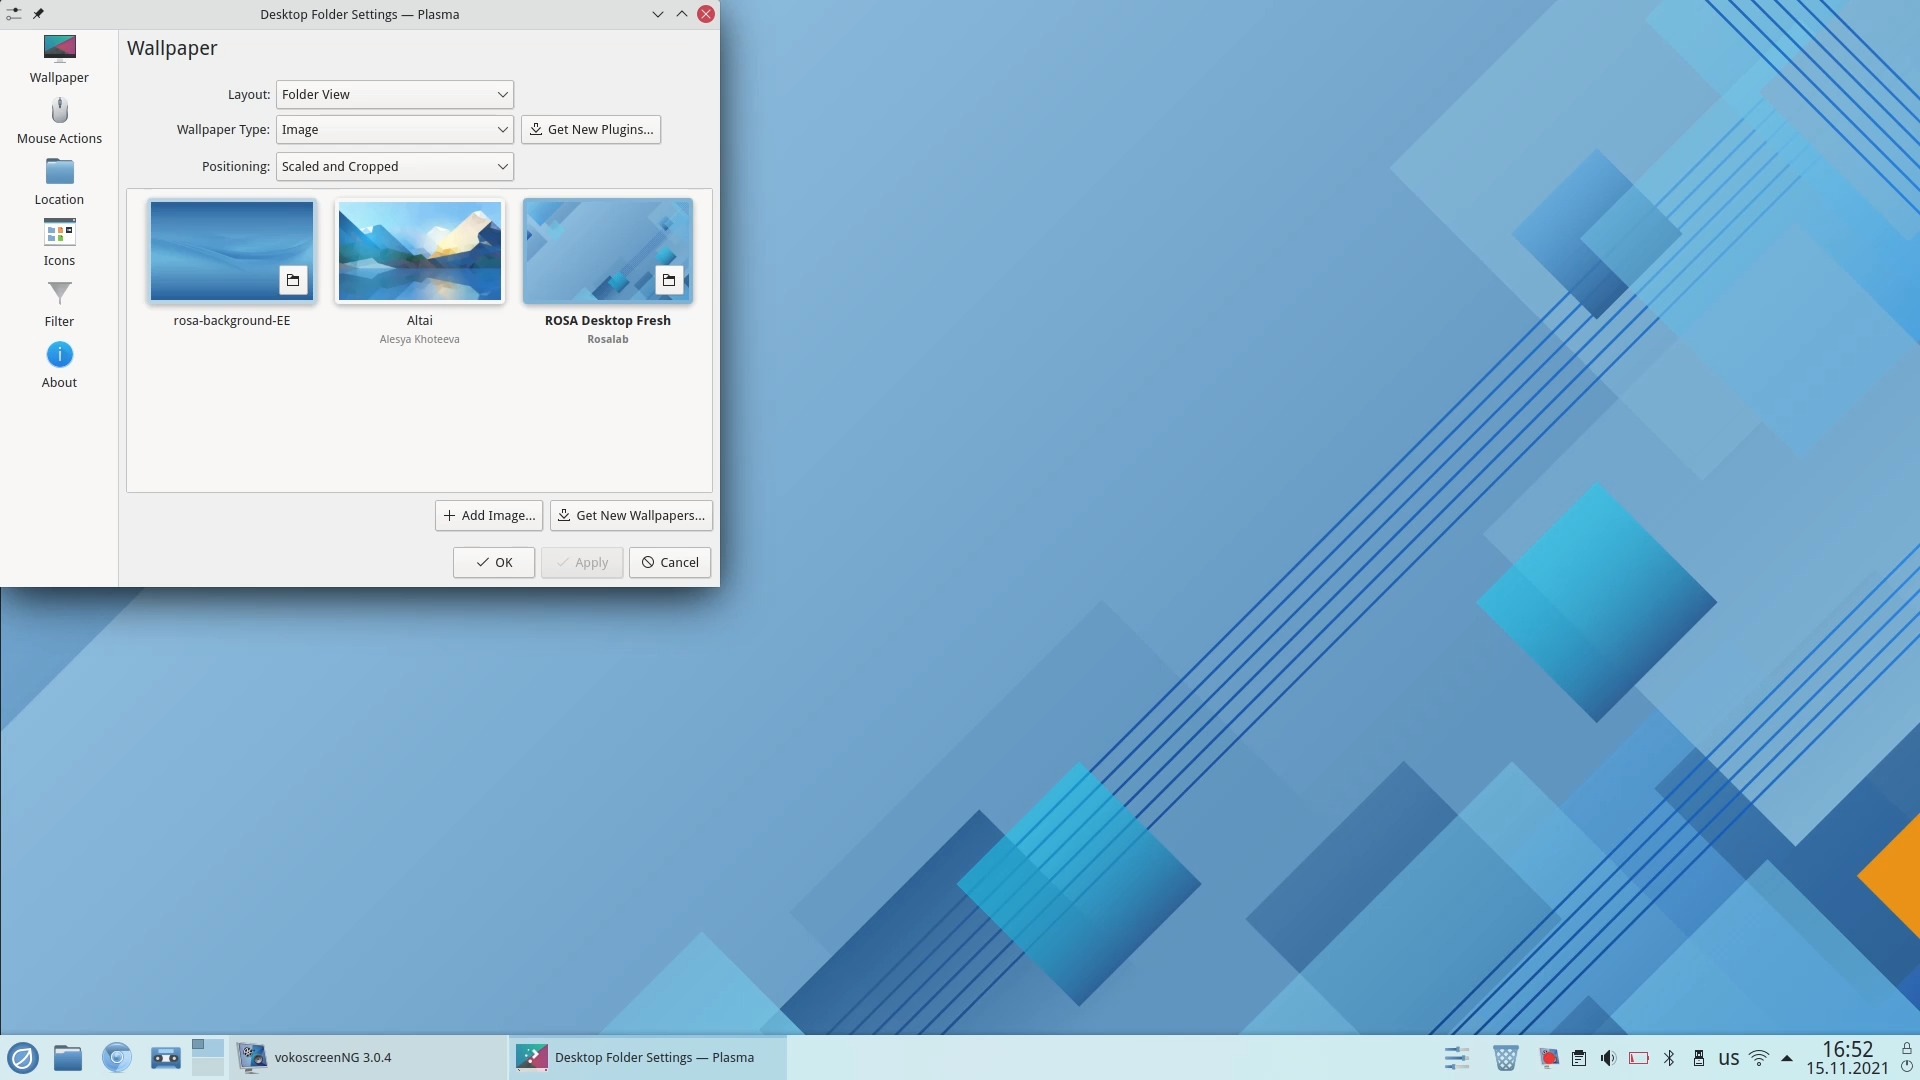 Desktop Folder Settings — Plasma
Wallpaper
Mouse Actions
Location
Icons
Filter
About
Wallpaper
Layout: Folder View
Wallpaper Type: Image Get New Plugins...
Positioning: Scaled and Cropped
rosa-background-EE
Altai
Alesya Khoteeva
ROSA Desktop Fresh
Rosalab
Add Image... Get New Wallpapers...
OK Apply Cancel
vokoscreenNG 3.0.4
Desktop Folder Settings — Plasma
us
16:52
15.11.2021